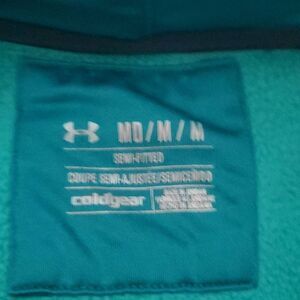 MD/M/M
SEMI-FITTED
COUPE SEMI-AJUSTÉE/SEMICEÑIDO
coldgear